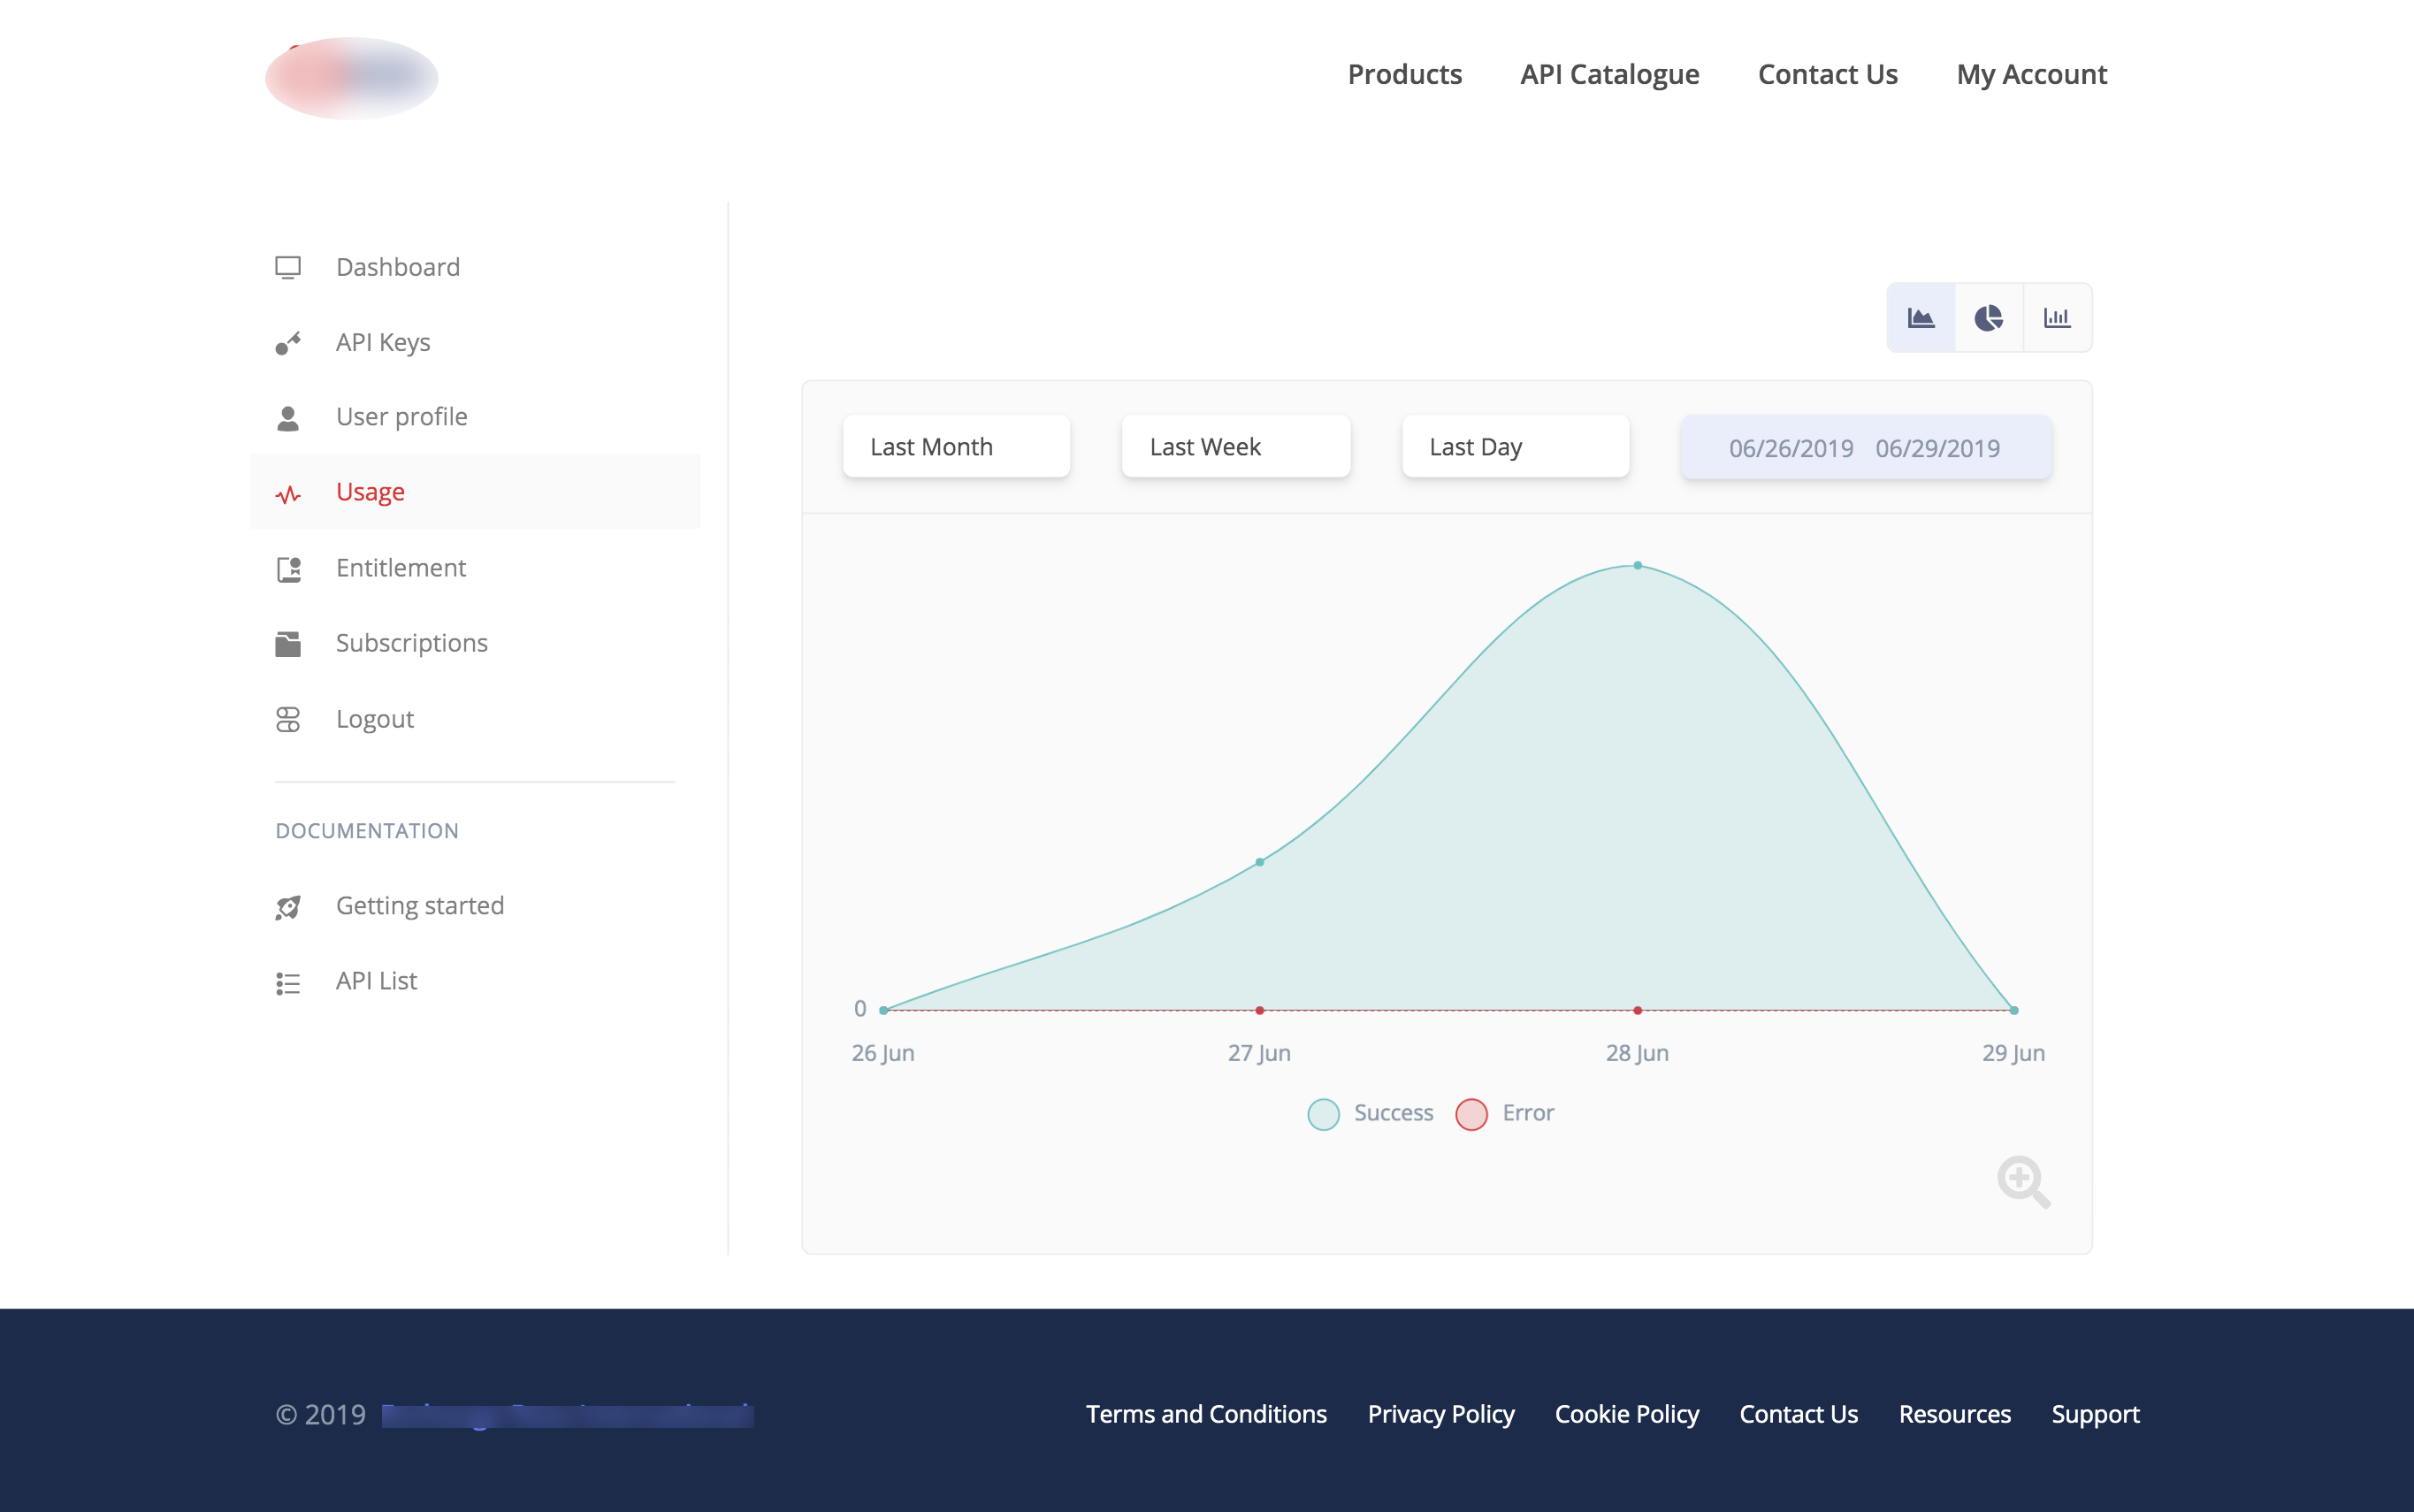 Products API Catalogue Contact Us My Account
Dashboard
API Keys
User profile
Usage
Entitlement
Subscriptions
Logout
DOCUMENTATION
Getting started
API List
Last Month Last Week Last Day 06/26/2019 06/29/2019
0
26 Jun 27 Jun 28 Jun 29 Jun
Success Error
© 2019
Terms and Conditions Privacy Policy Cookie Policy Contact Us Resources Support